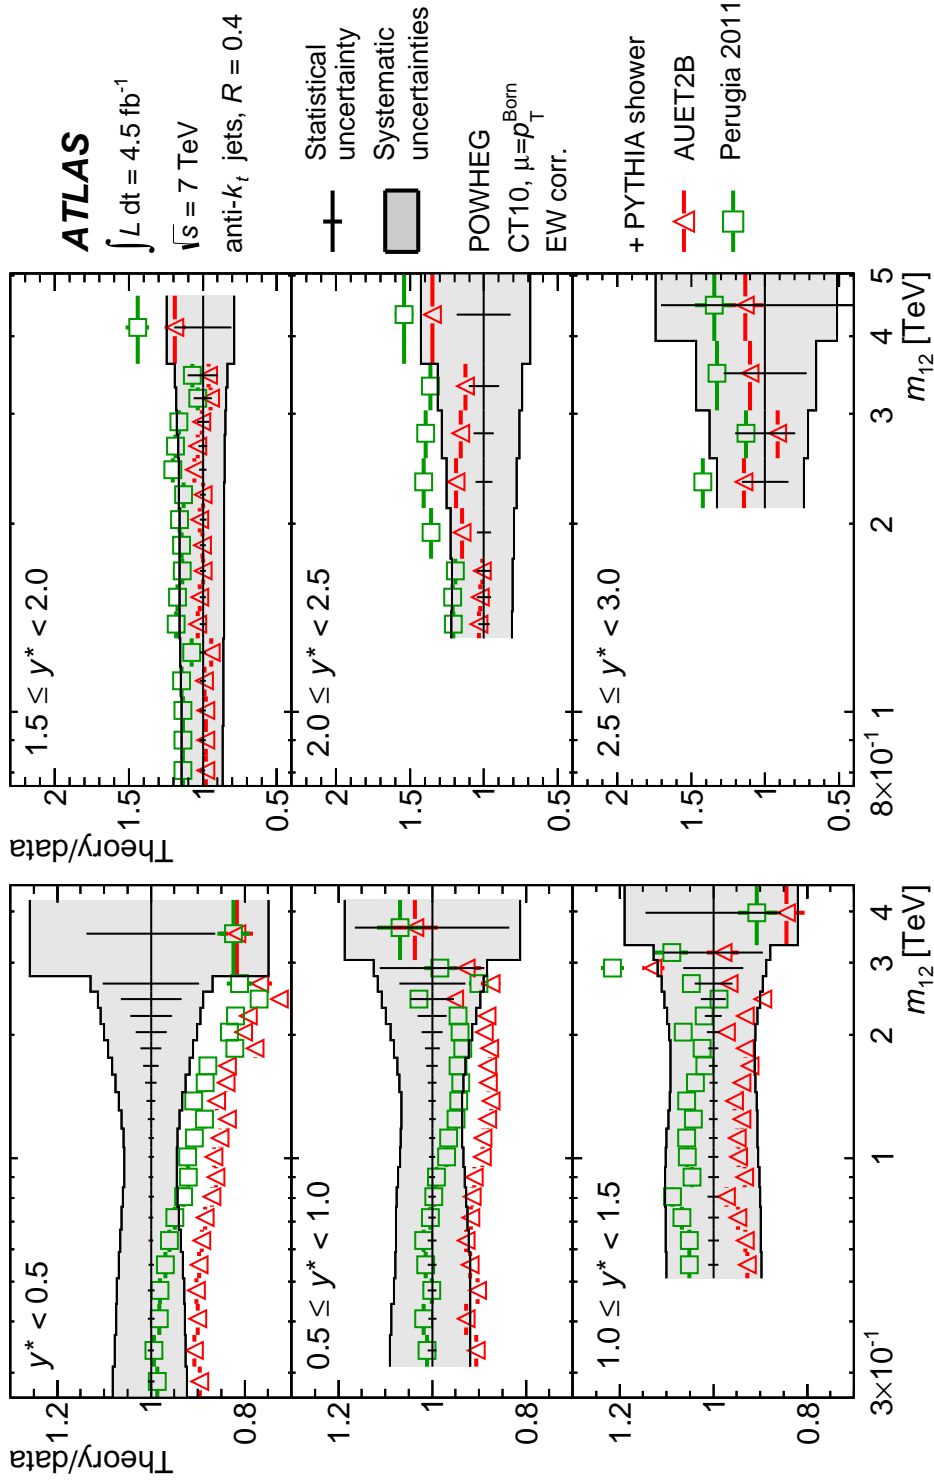 ATLAS
∫ L dt = 4.5 fb⁻¹
√s = 7 TeV
anti-kₜ jets, R = 0.4
Statistical
uncertainty
Systematic
uncertainties
POWHEG
CT10, μ=p_T^Born
EW corr.
+ PYTHIA shower
AUET2B
Perugia 2011
Theory/data
y* < 0.5
1.2
1
0.8
0.5 ≤ y* < 1.0
1.2
1
0.8
1.0 ≤ y* < 1.5
1.2
1
0.8
3×10⁻¹
1
2
3
4
m₁₂ [TeV]
Theory/data
1.5 ≤ y* < 2.0
2
1.5
1
0.5
2.0 ≤ y* < 2.5
2
1.5
1
0.5
2.5 ≤ y* < 3.0
2
1.5
1
0.5
8×10⁻¹
1
2
3
4
5
m₁₂ [TeV]